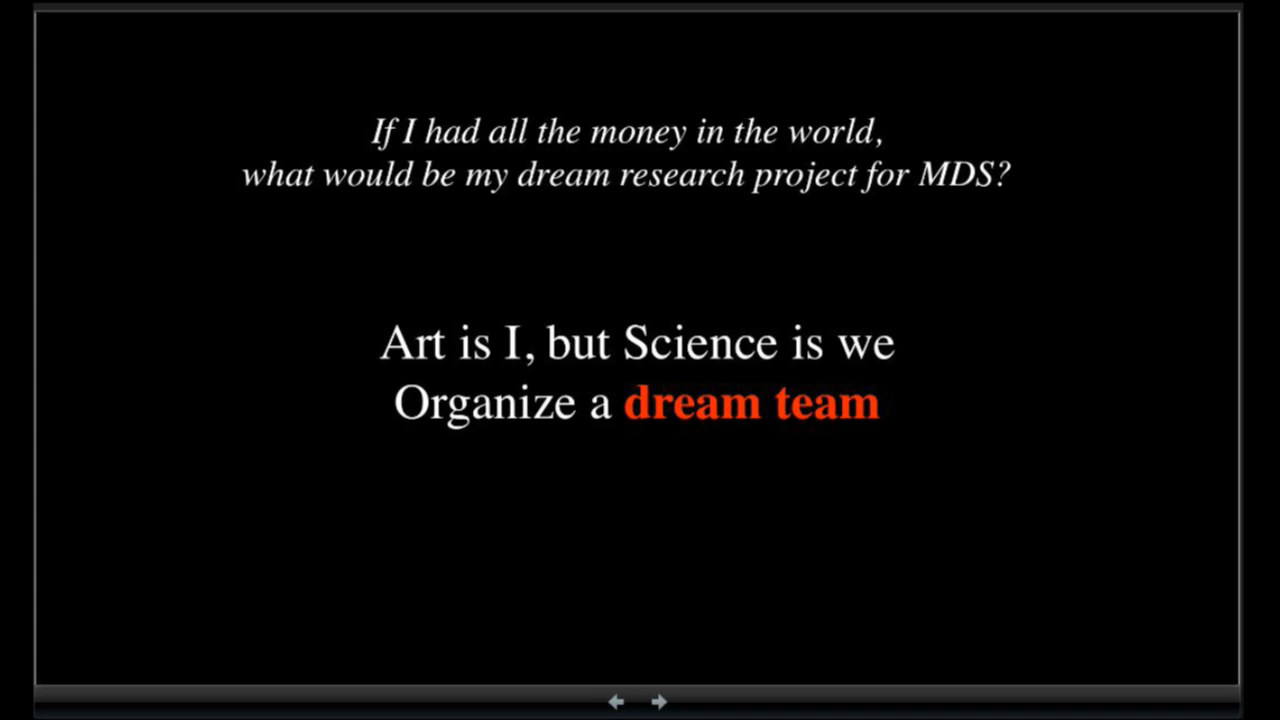 If I had all the money in the world,
what would be my dream research project for MDS?
Art is I, but Science is we
Organize a dream team